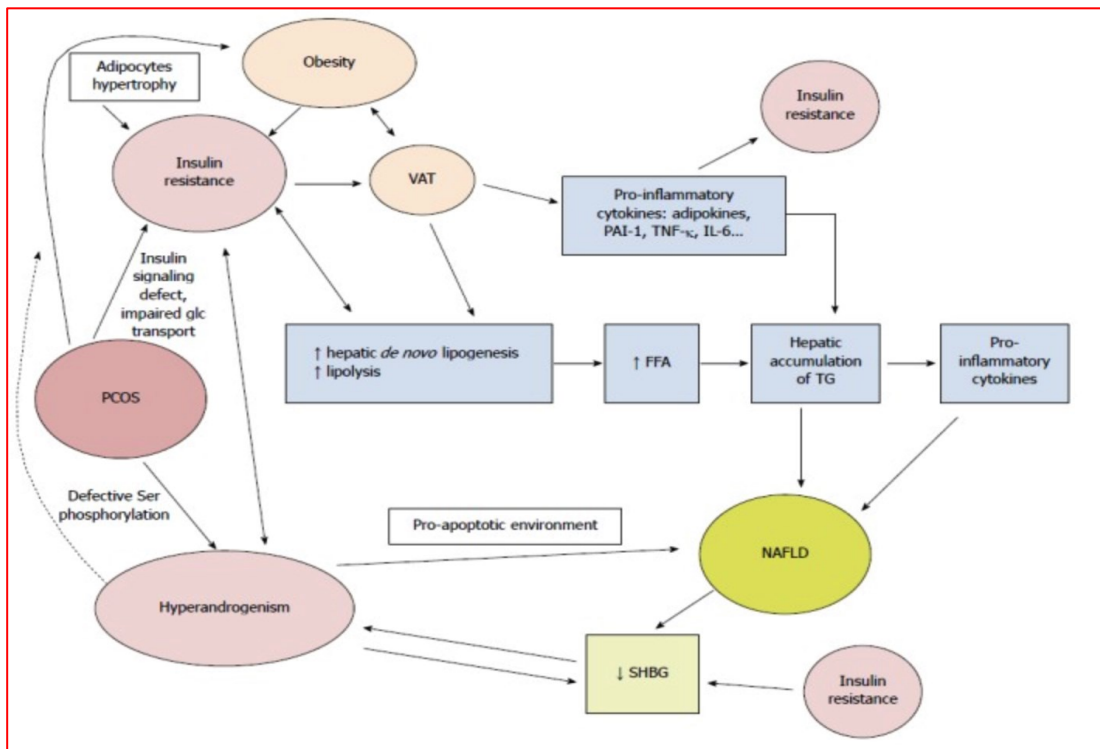 Obesity
Adipocytes
hypertrophy
Insulin
resistance
Insulin
resistance
VAT
Pro-inflammatory
cytokines: adipokines,
PAI-1, TNF-κ, IL-6...
Insulin
signaling
defect,
impaired glc
transport
↑ hepatic de novo lipogenesis
↑ lipolysis
↑ FFA
Hepatic
accumulation
of TG
Pro-
inflammatory
cytokines
PCOS
Defective Ser
phosphorylation
Pro-apoptotic environment
NAFLD
Hyperandrogenism
↓ SHBG
Insulin
resistance